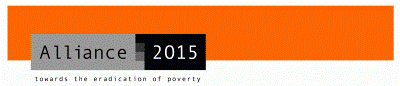 Alliance 2015
towards the eradication of poverty